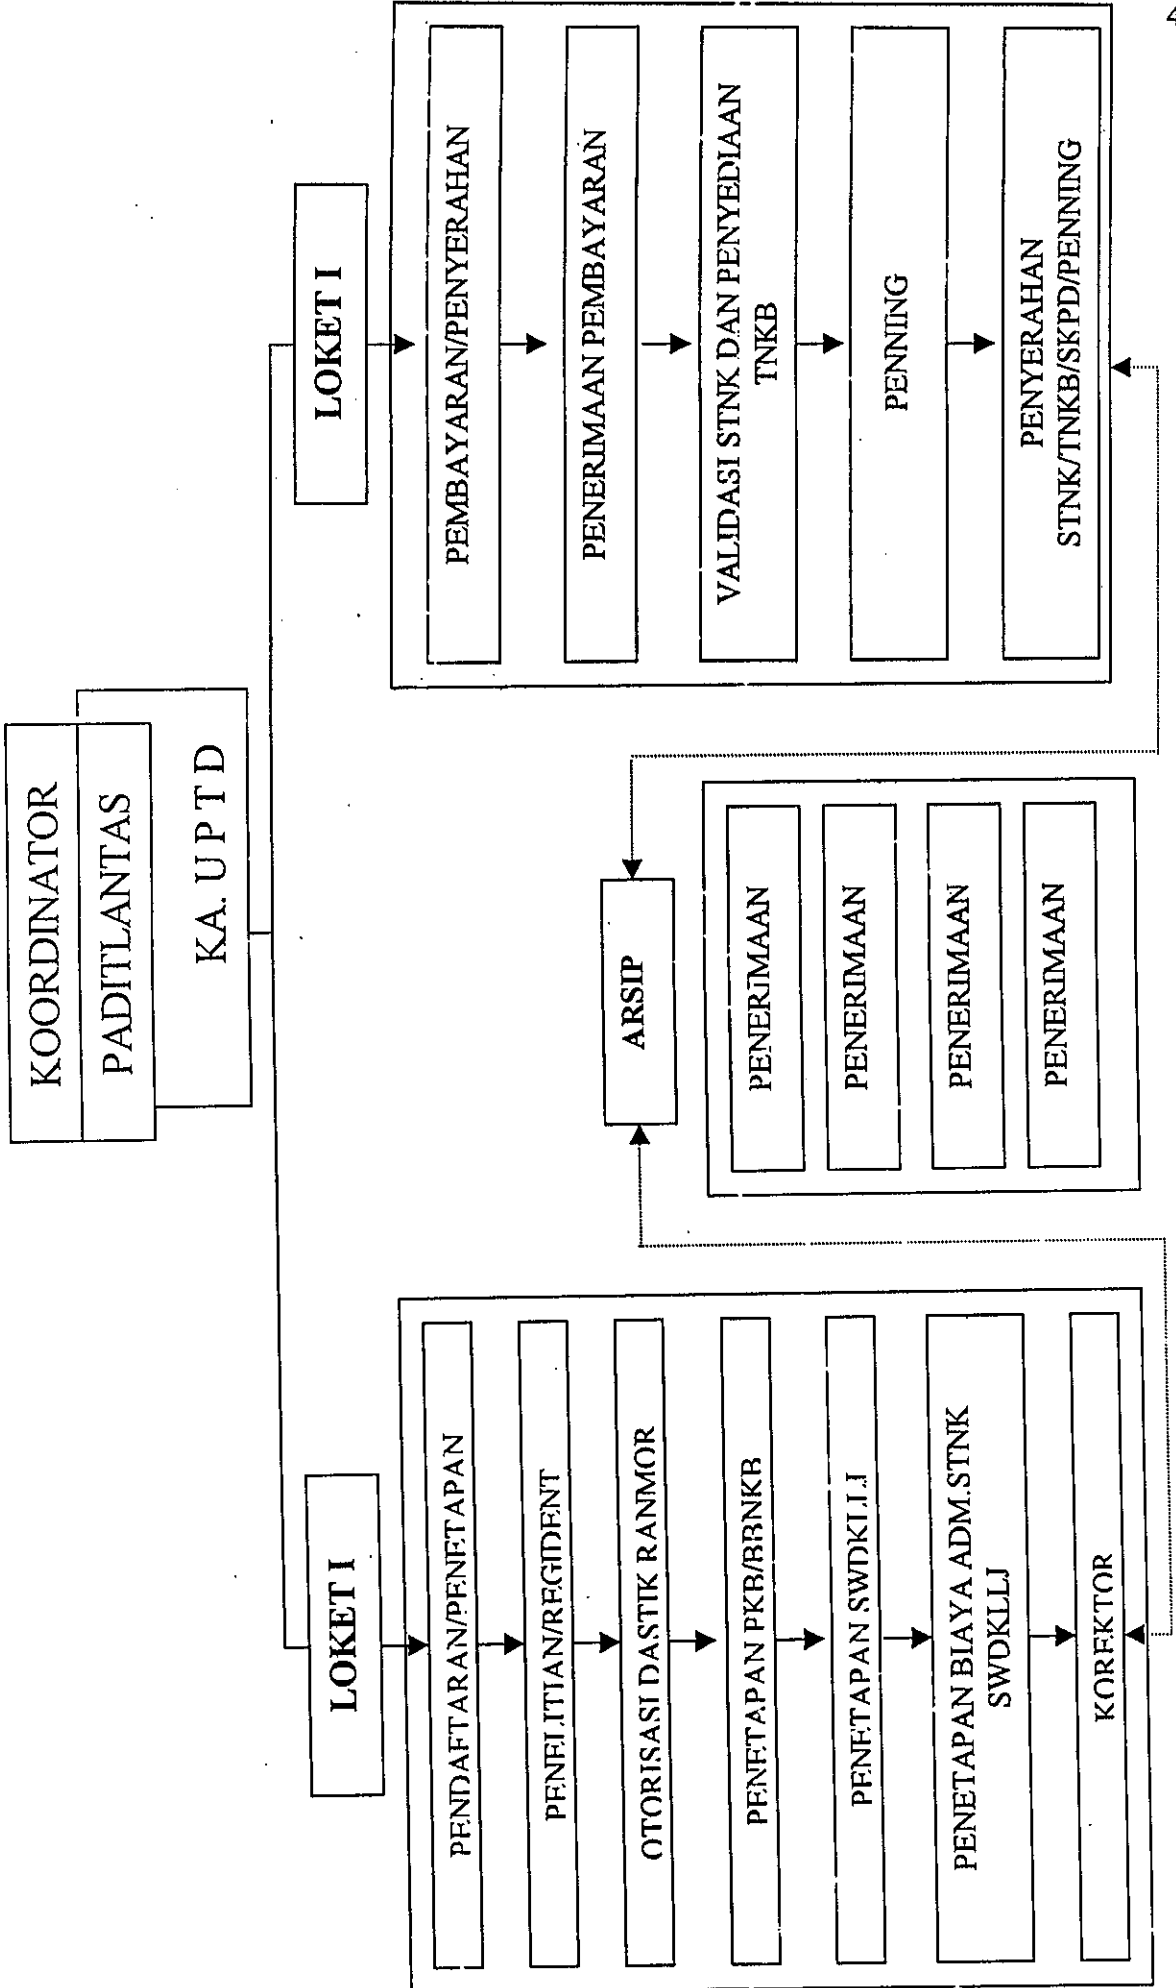 KOORDINATOR
PADITLANTAS
KA. U P T D
LOKET I
PENDAFTARAN/PENETAPAN
PENELITIAN/REGIDENT
OTORISASI DASTIK RANMOR
PENETAPAN PKB/BBNKB
PENETAPAN SWDKLLJ
PENETAPAN BIAYA ADM.STNK
SWDKLLJ
KOREKTOR
ARSIP
PENERIMAAN
PENERIMAAN
PENERIMAAN
PENERIMAAN
LOKET I
PEMBAYARAN/PENYERAHAN
PENERIMAAN PEMBAYARAN
VALIDASI STNK DAN PENYEDIAAN
TNKB
PENNING
PENYERAHAN
STNK/TNKB/SKPD/PENNING